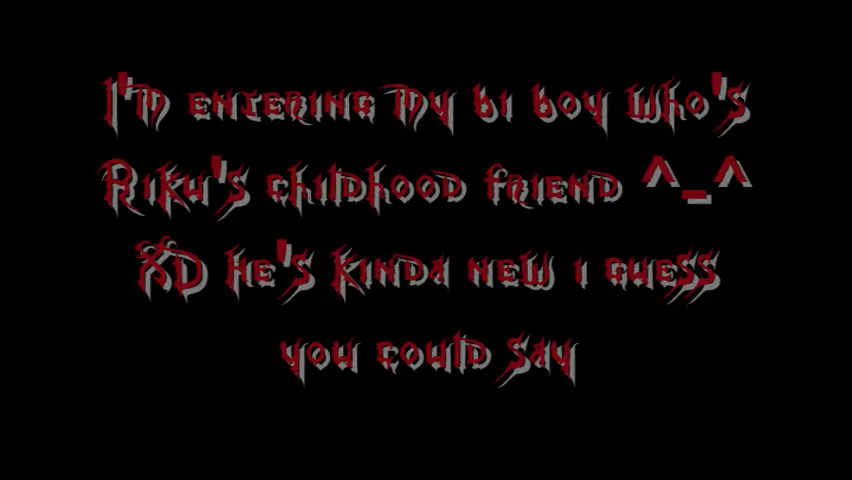 I'm entering my bi boy who's
Riku's childhood friend ^_^
XD he's kinda new i guess
you could say